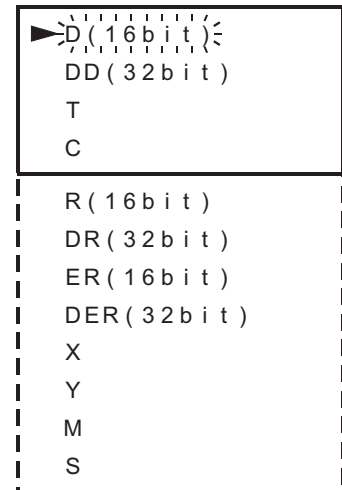 D(16bit)
DD(32bit)
T
C
R(16bit)
DR(32bit)
ER(16bit)
DER(32bit)
X
Y
M
S